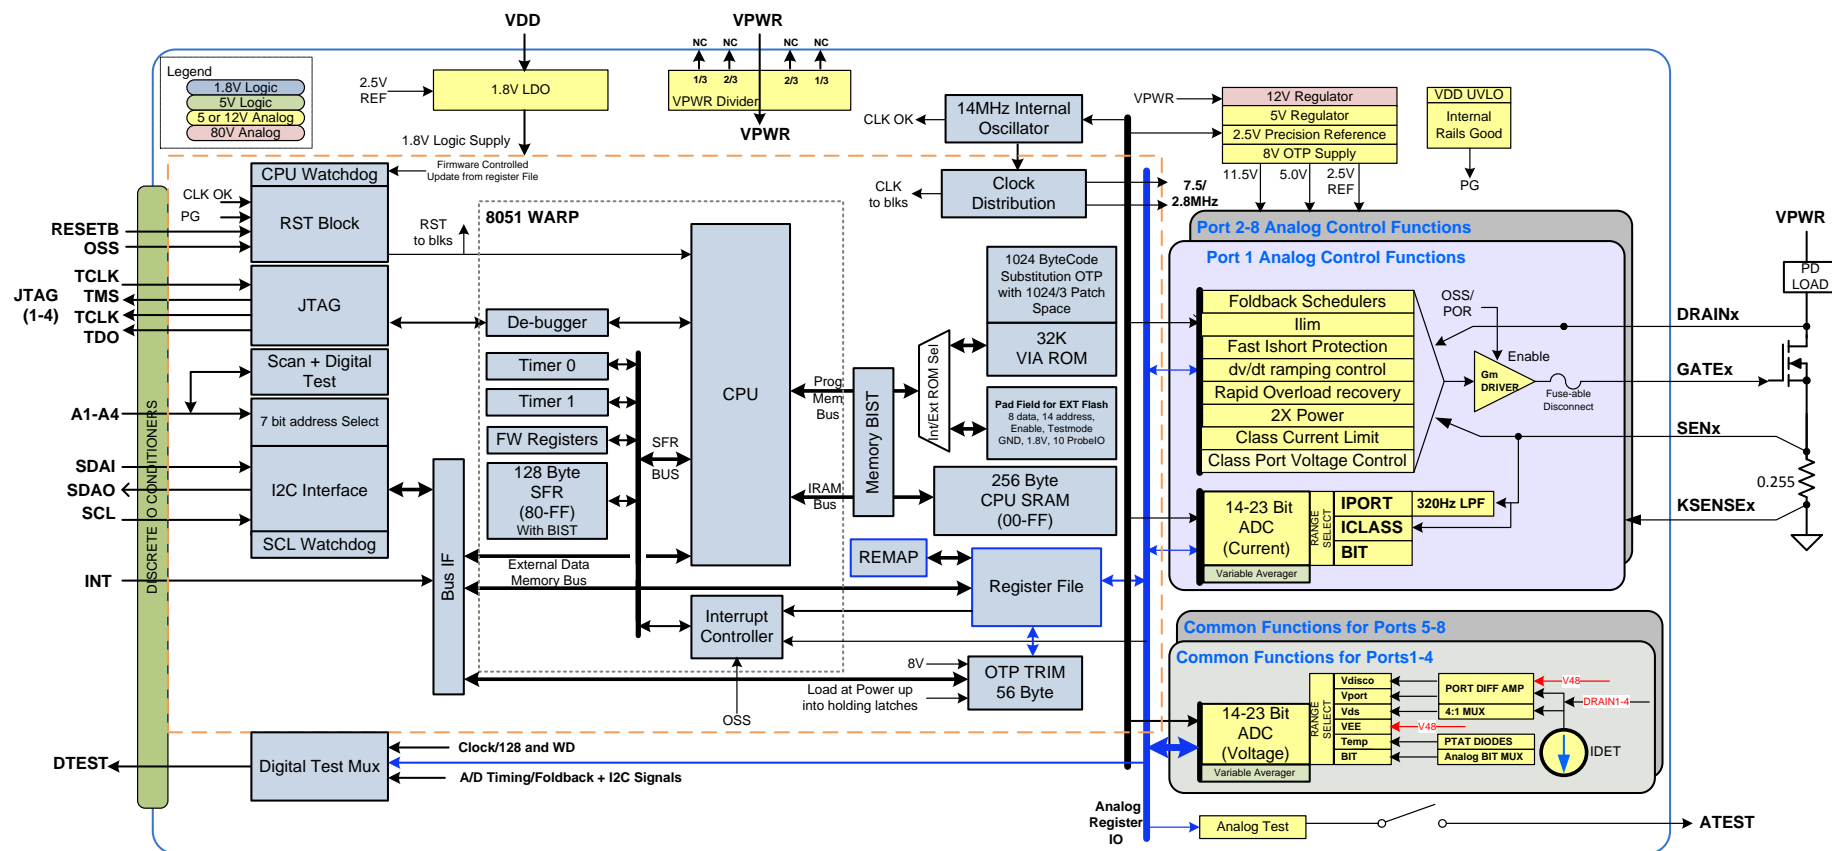 VDD
VPWR
Legend
1.8V Logic
5V Logic
5 or 12V Analog
80V Analog
2.5V
REF
1.8V LDO
1.8V Logic Supply
NC
NC
NC
NC
1/3
2/3
2/3
1/3
VPWR Divider
VPWR
CLK OK
14MHz Internal
Oscillator
VPWR
12V Regulator
5V Regulator
2.5V Precision Reference
8V OTP Supply
11.5V
5.0V
2.5V
REF
VDD UVLO
Internal
Rails Good
PG
CLK
to blks
Clock
Distribution
7.5/
2.8MHz
DISCRETE IO CONDITIONERS
CPU Watchdog
Firmware Controlled
Update from register File
CLK OK
PG
RESETB
OSS
RST Block
RST
to blks
TCLK
TMS
TCLK
TDO
JTAG
(1-4)
JTAG
Scan + Digital
Test
A1-A4
7 bit address Select
SDAI
SDAO
SCL
I2C Interface
SCL Watchdog
INT
Bus IF
8051 WARP
De-bugger
Timer 0
Timer 1
FW Registers
128 Byte
SFR
(80-FF)
With BIST
SFR
BUS
CPU
Prog
Mem
Bus
IRAM
Bus
External Data
Memory Bus
Interrupt
Controller
OSS
Memory BIST
Int/Ext ROM Sel
1024 ByteCode
Substitution OTP
with 1024/3 Patch
Space
32K
VIA ROM
Pad Field for EXT Flash
8 data, 14 address,
Enable, Testmode
GND, 1.8V, 10 ProbeIO
256 Byte
CPU SRAM
(00-FF)
REMAP
Register File
8V
Load at Power up
into holding latches
OTP TRIM
56 Byte
DTEST
Digital Test Mux
Clock/128 and WD
A/D Timing/Foldback + I2C Signals
Port 2-8 Analog Control Functions
Port 1 Analog Control Functions
Foldback Schedulers
Ilim
Fast Ishort Protection
dv/dt ramping control
Rapid Overload recovery
2X Power
Class Current Limit
Class Port Voltage Control
OSS/
POR
Enable
Gm
DRIVER
Fuse-able
Disconnect
14-23 Bit
ADC
(Current)
Variable Averager
RANGE
SELECT
IPORT
320Hz LPF
ICLASS
BIT
VPWR
PD
LOAD
DRAINx
GATEx
SENx
0.255
KSENSEx
Common Functions for Ports 5-8
Common Functions for Ports1-4
14-23 Bit
ADC
(Voltage)
Variable Averager
RANGE
SELECT
Vdisco
Vport
Vds
VEE
Temp
BIT
PORT DIFF AMP
4:1 MUX
V48
V48
DRAIN1-4
PTAT DIODES
Analog BIT MUX
IDET
Analog
Register
IO
Analog Test
ATEST